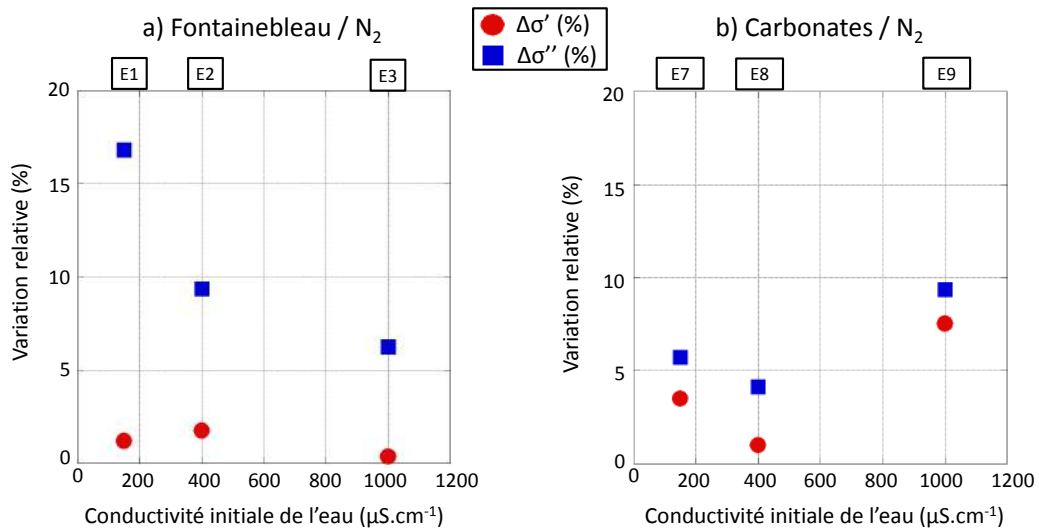 a) Fontainebleau / N₂
Δσ’ (%)
Δσ’’ (%)
b) Carbonates / N₂
E1
E2
E3
E7
E8
E9
Variation relative (%)
20
15
10
5
0
0 200 400 600 800 1000 1200
Conductivité initiale de l’eau (µS.cm⁻¹)
Variation relative (%)
20
15
10
5
0
0 200 400 600 800 1000 1200
Conductivité initiale de l’eau (µS.cm⁻¹)